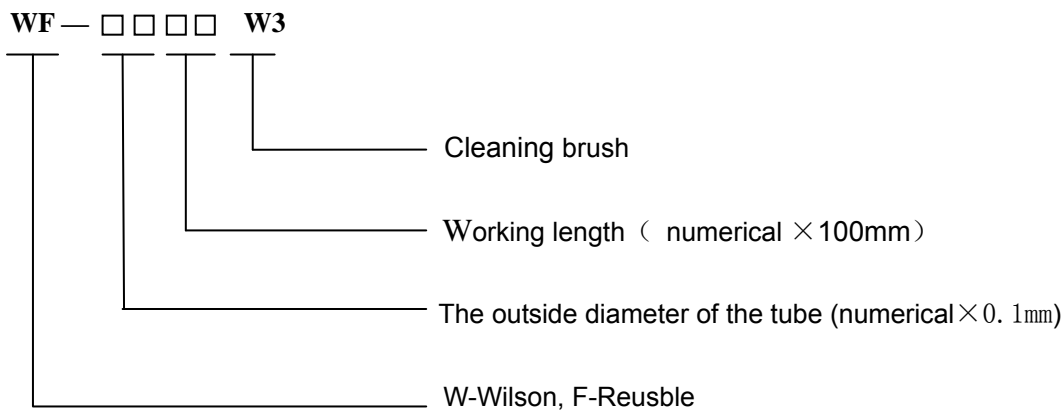 WF — □□□□ W3
Cleaning brush
Working length（ numerical ×100mm）
The outside diameter of the tube (numerical×0.1mm)
W-Wilson, F-Reusble